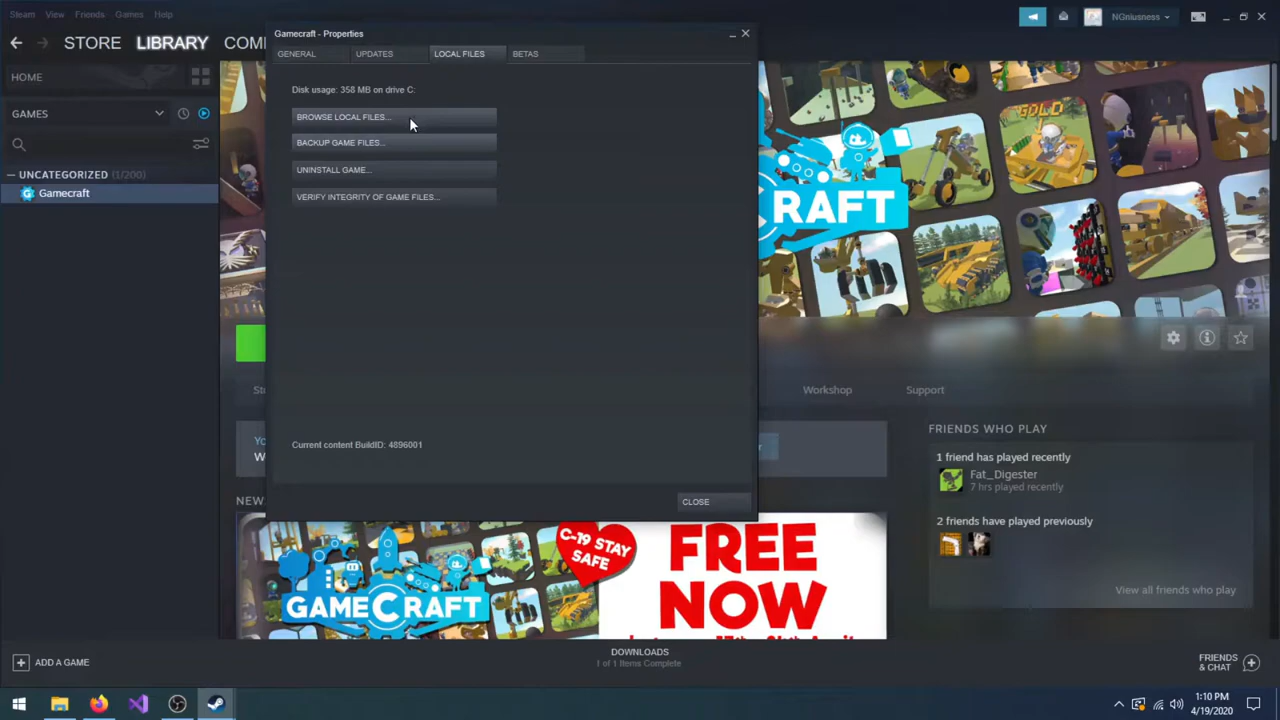 Steam View Friends Games Help
NGniusness
STORE LIBRARY COM
Gamecraft - Properties
GENERAL UPDATES LOCAL FILES BETAS
HOME
GAMES
UNCATEGORIZED (1/200)
Gamecraft
Disk usage: 358 MB on drive C:
BROWSE LOCAL FILES...
BACKUP GAME FILES...
UNINSTALL GAME...
VERIFY INTEGRITY OF GAME FILES...
Current content BuildID: 4896001
CLOSE
GOLD
RAFT
Workshop Support
FRIENDS WHO PLAY
1 friend has played recently
Fat_Digester
7 hrs played recently
2 friends have played previously
View all friends who play
NEW
C-19 STAY SAFE
GAMECRAFT
FREE
NOW
ADD A GAME
DOWNLOADS
1 of 1 Items Complete
FRIENDS & CHAT
1:10 PM
4/19/2020